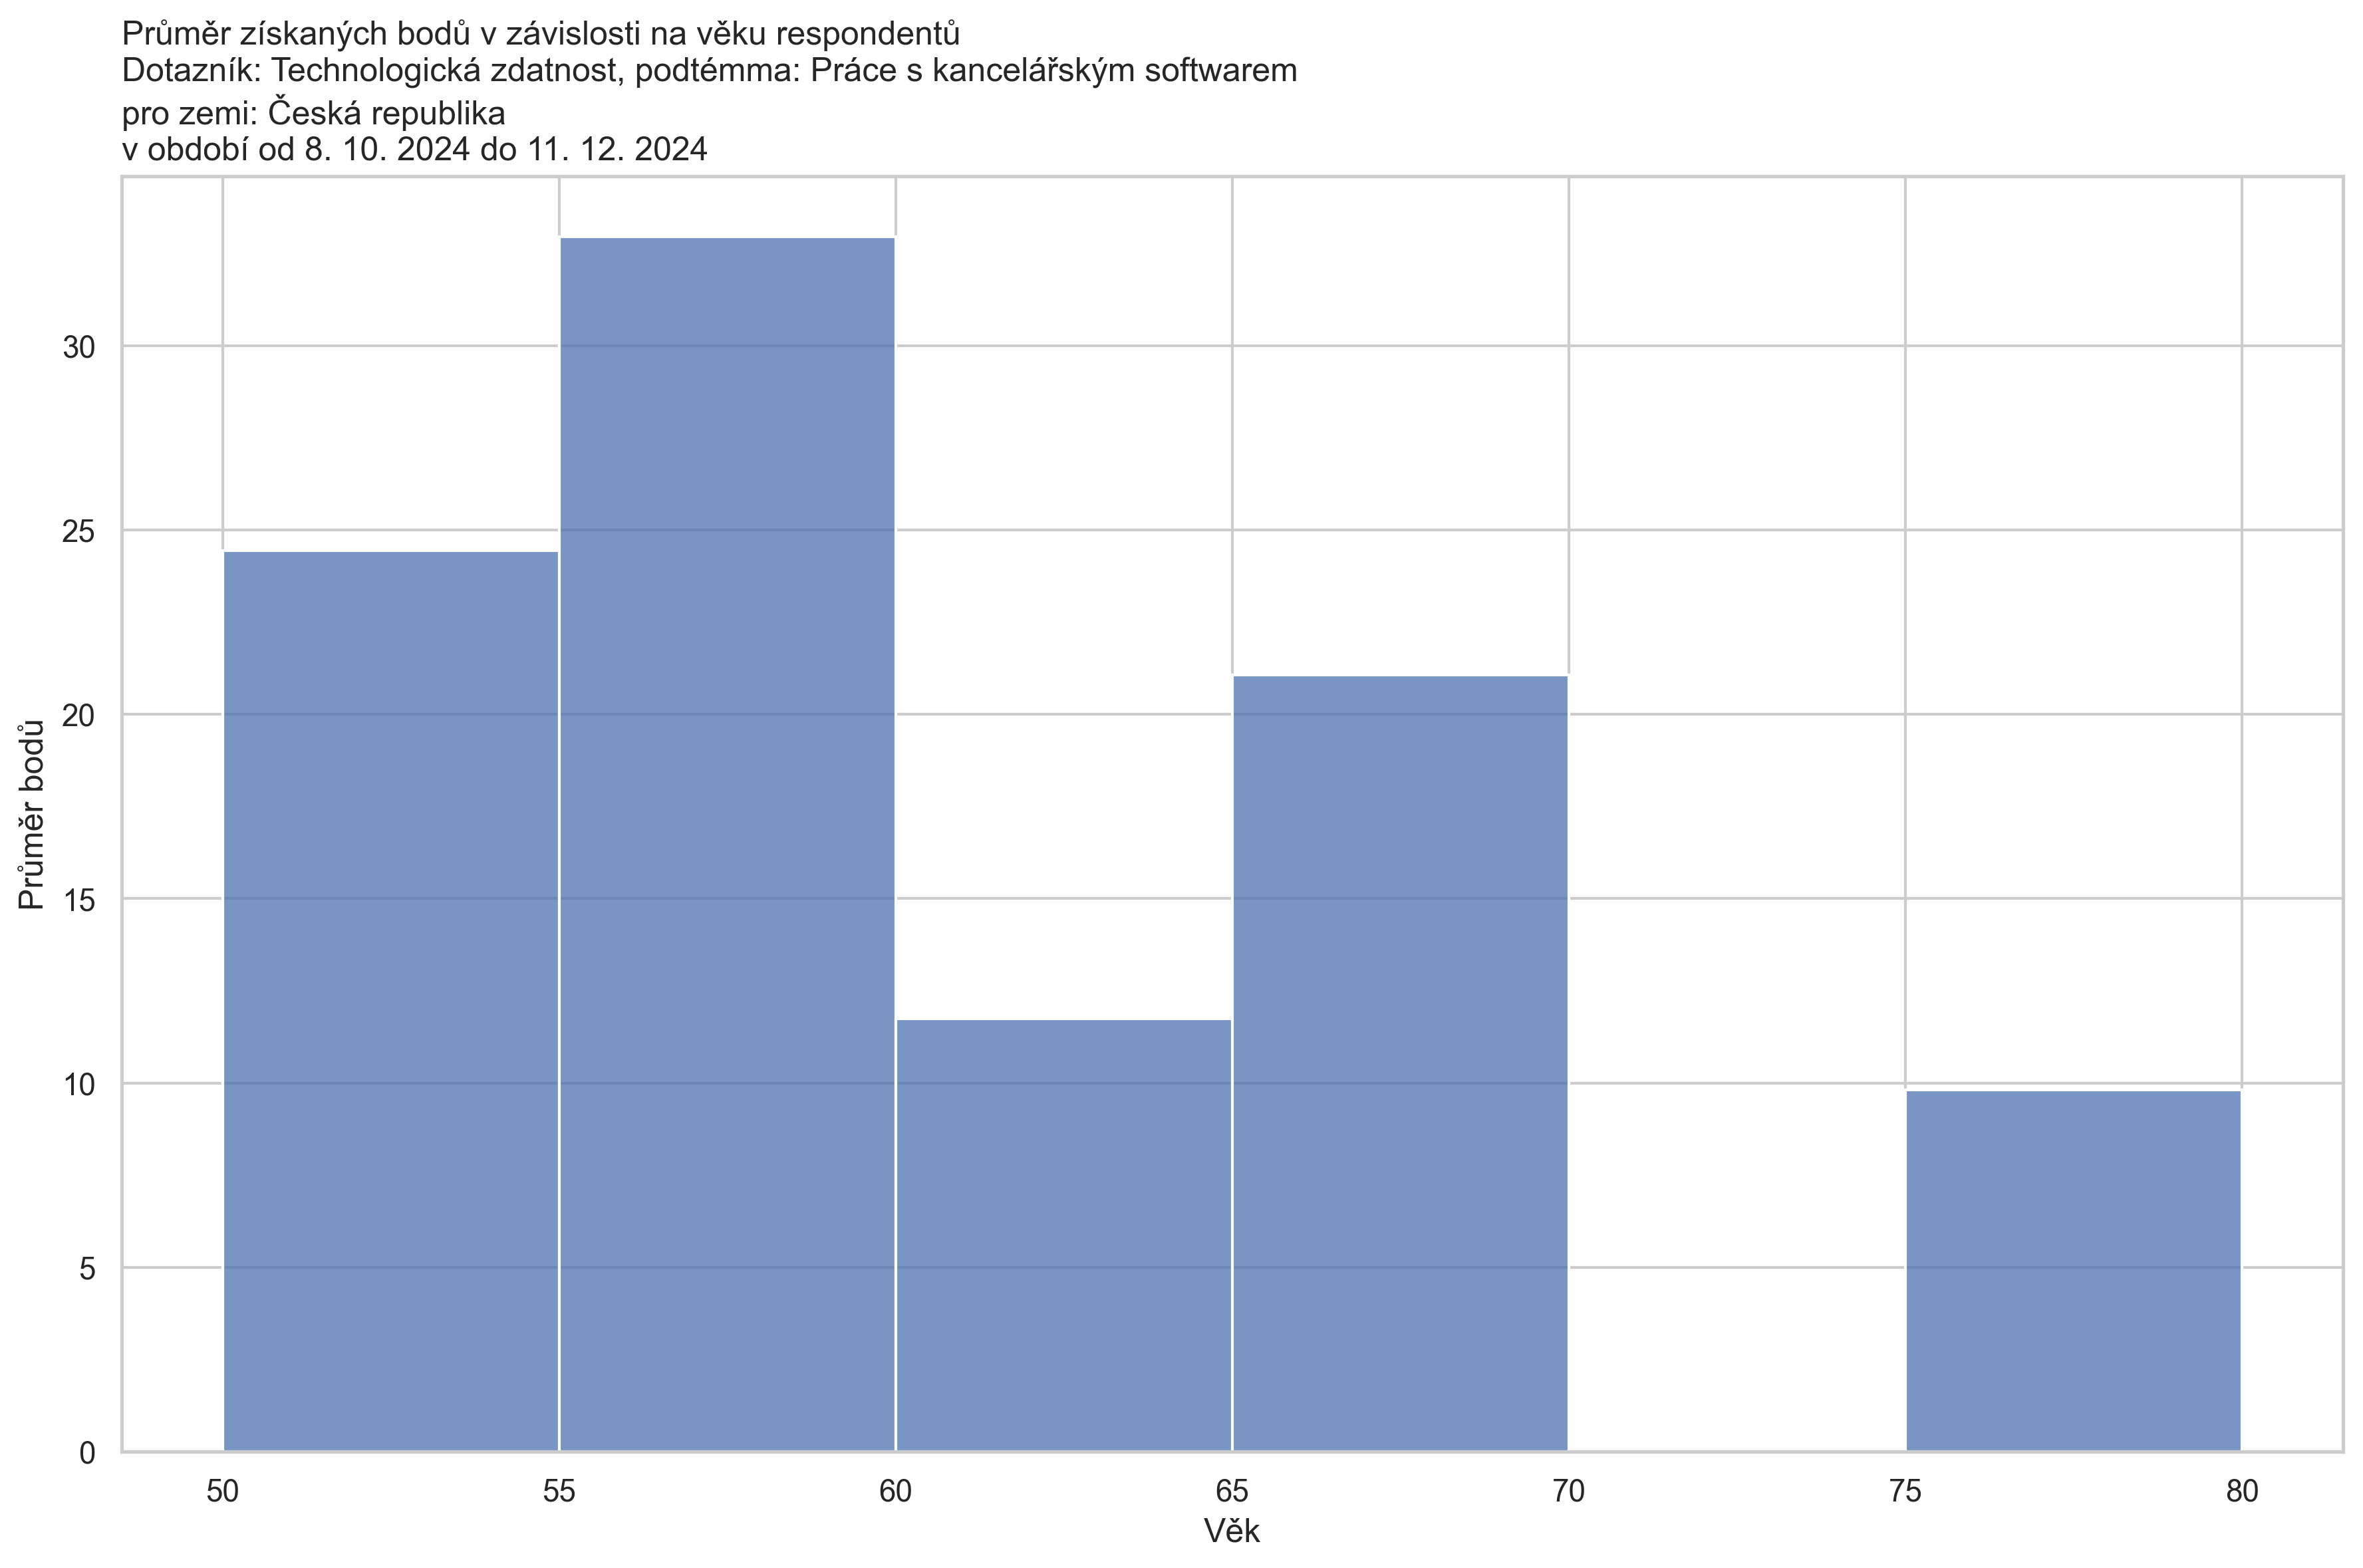 Průměr získaných bodů v závislosti na věku respondentů
Dotazník: Technologická zdatnost, podtémma: Práce s kancelářským softwarem
pro zemi: Česká republika
v období od 8. 10. 2024 do 11. 12. 2024
Průměr bodů
30
25
20
15
10
5
0
50
55
60
65
70
75
80
Věk